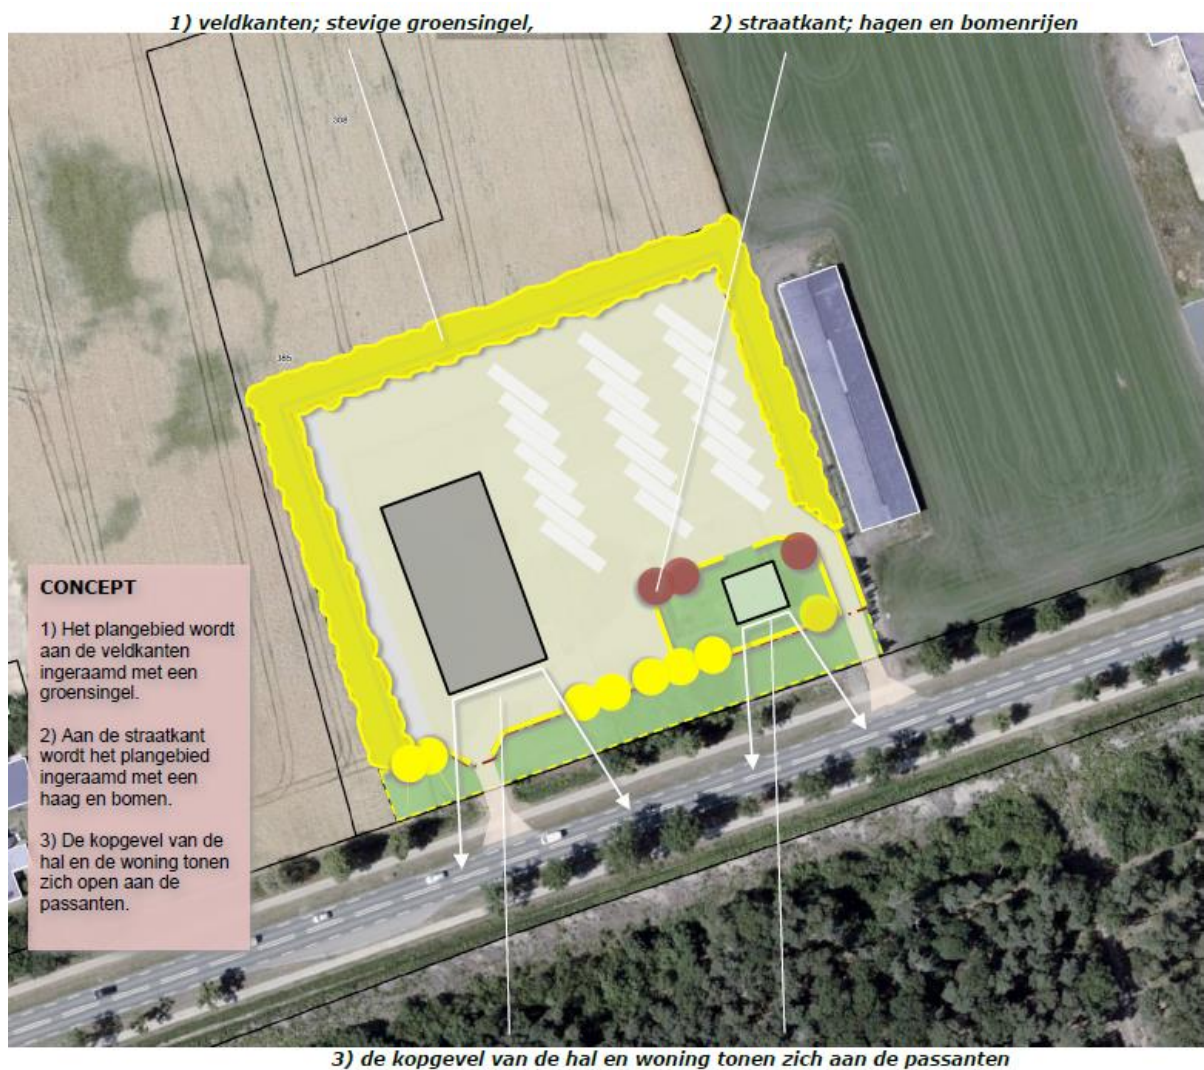 1) veldkanten; stevige groensingel,
2) straatkant; hagen en bomenrijen
308
385
CONCEPT
1) Het plangebied wordt
aan de veldkanten
ingeraamd met een
groensingel.
2) Aan de straatkant
wordt het plangebied
ingeraamd met een
haag en bomen.
3) De kopgevel van de
hal en de woning tonen
zich open aan de
passanten.
3) de kopgevel van de hal en woning tonen zich aan de passanten